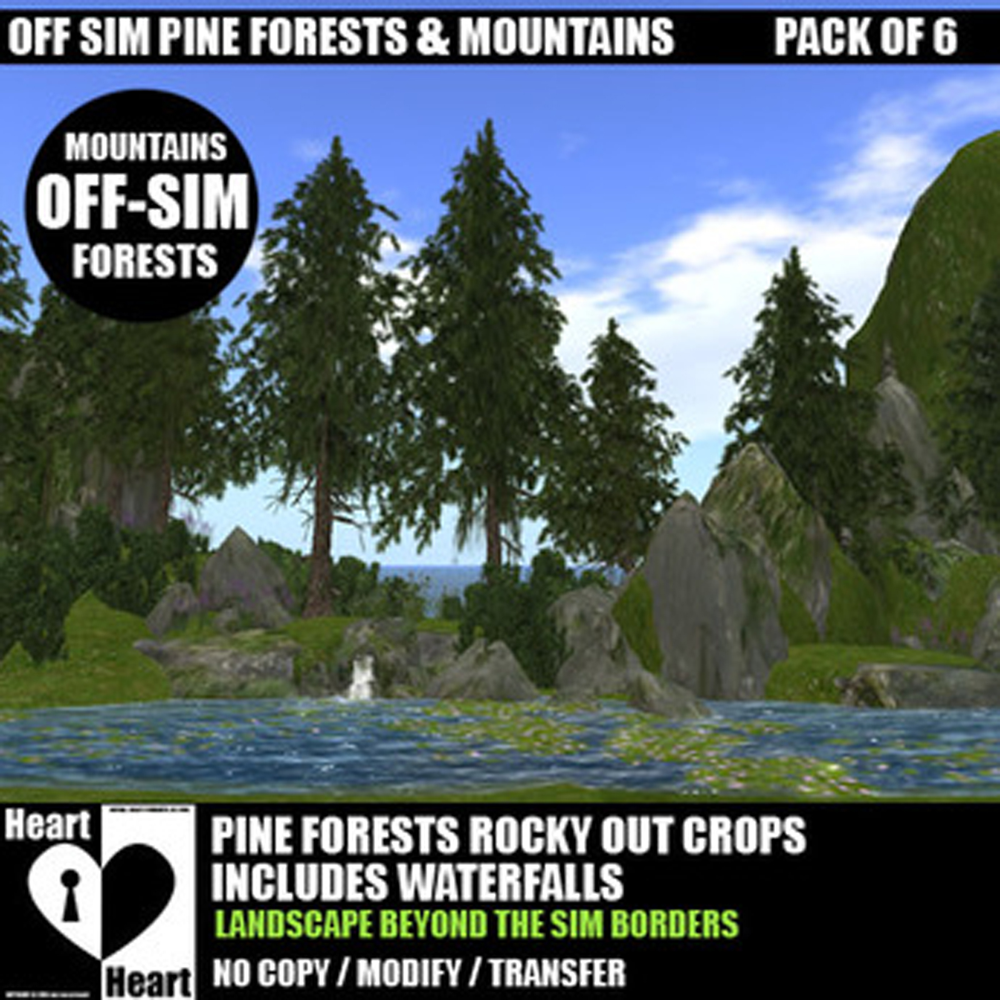 OFF SIM PINE FORESTS & MOUNTAINS PACK OF 6
MOUNTAINS
OFF-SIM
FORESTS
Heart
Heart
PINE FORESTS ROCKY OUT CROPS
INCLUDES WATERFALLS
LANDSCAPE BEYOND THE SIM BORDERS
NO COPY / MODIFY / TRANSFER